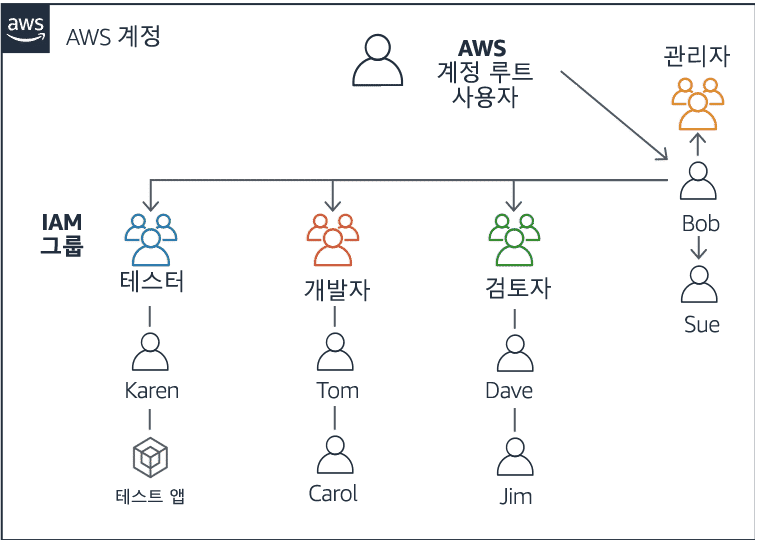 aws
AWS 계정
AWS
계정 루트
사용자
관리자
Bob
Sue
IAM
그룹
테스터
개발자
검토자
Karen
Tom
Dave
테스트 앱
Carol
Jim